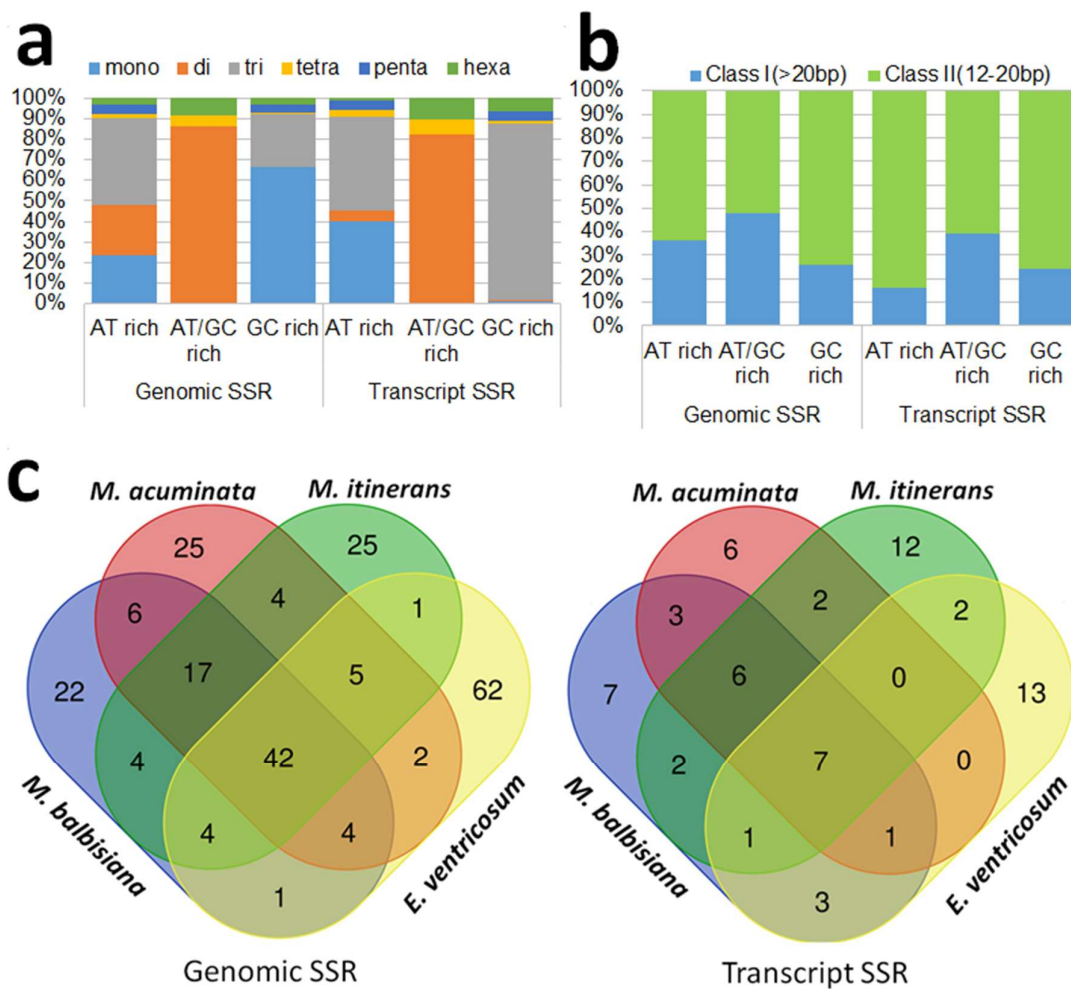 a
mono di tri tetra penta hexa
100%
90%
80%
70%
60%
50%
40%
30%
20%
10%
0%
AT rich AT/GC rich GC rich AT rich AT/GC rich GC rich
Genomic SSR Transcript SSR
b
Class I(>20bp) Class II(12-20bp)
100%
90%
80%
70%
60%
50%
40%
30%
20%
10%
0%
AT rich AT/GC rich GC rich AT rich AT/GC rich GC rich
Genomic SSR Transcript SSR
c
M. acuminata M. itinerans
25 25
6 4 1
22 17 5 62
4 42 2
4 4
1
M. balbisiana E. ventricosum
Genomic SSR
M. acuminata M. itinerans
6 12
3 2 2
7 6 0 13
2 7 0
1 1
3
M. balbisiana E. ventricosum
Transcript SSR